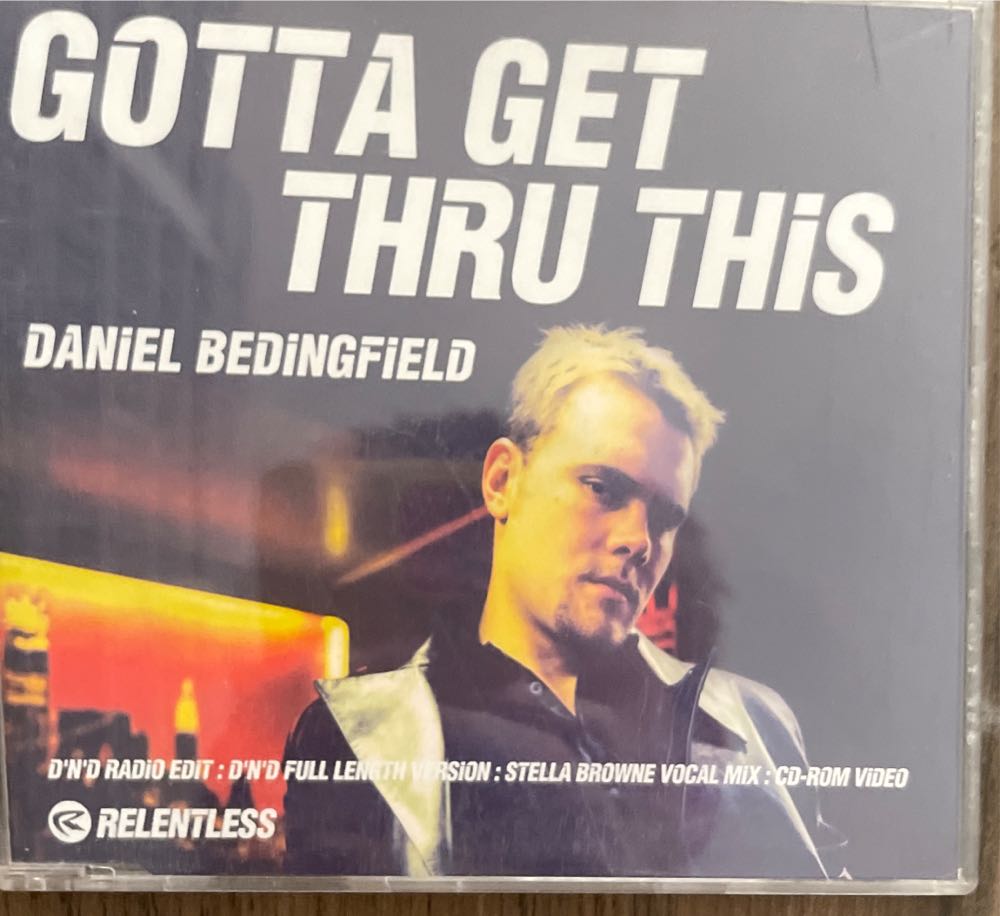 GOTTA GET
THRU THiS
DANiEL BEDiNGFiELD
D'N'D RADiO EDIT : D'N'D FULL LENGTH VERSiON : STELLA BROWNE VOCAL MIX : CD-ROM ViDEO
RELENTLESS